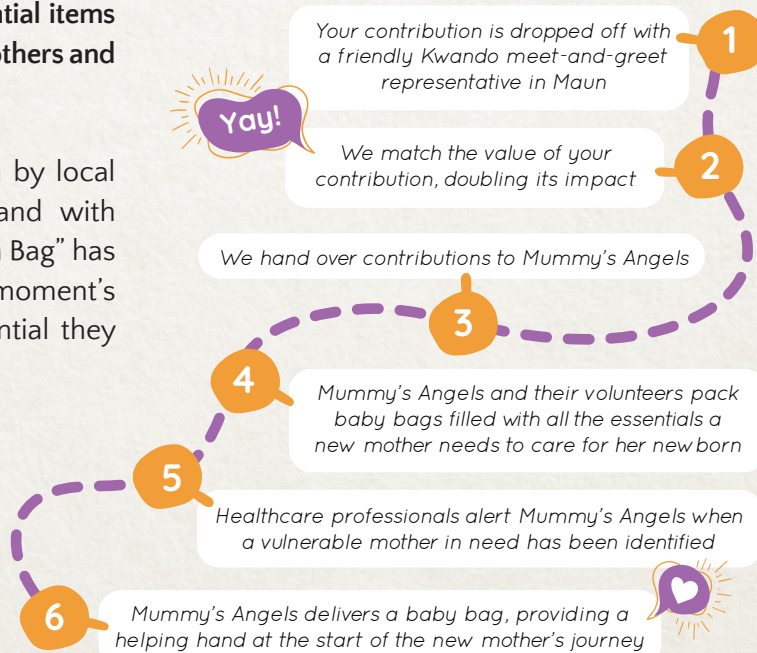 ntial items
others and
by local
and with
Bag” has
moment's
ntial they
1
Your contribution is dropped off with
a friendly Kwando meet-and-greet
representative in Maun
Yay!
2
We match the value of your
contribution, doubling its impact
We hand over contributions to Mummy's Angels
3
4
Mummy's Angels and their volunteers pack
baby bags filled with all the essentials a
new mother needs to care for her newborn
5
Healthcare professionals alert Mummy's Angels when
a vulnerable mother in need has been identified
6
Mummy's Angels delivers a baby bag, providing a
helping hand at the start of the new mother's journey